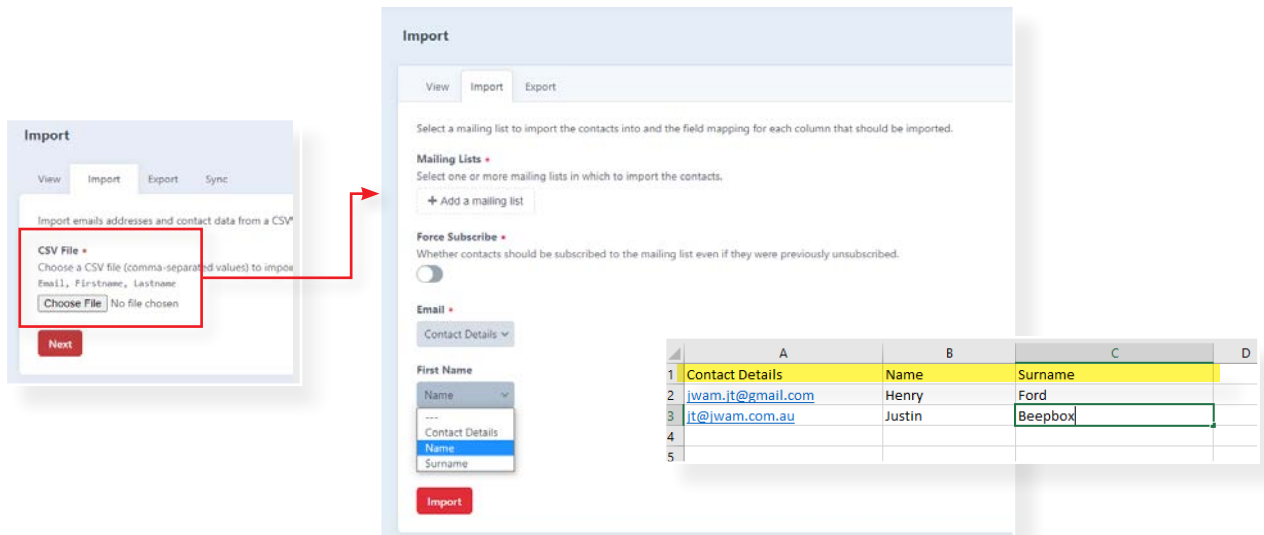 Import
View Import Export Sync
Import emails addresses and contact data from a CSV
CSV File *
Choose a CSV file (comma-separated values) to impo
Email, Firstname, Lastname
Choose File No file chosen
Next
Import
View Import Export
Select a mailing list to import the contacts into and the field mapping for each column that should be imported.
Mailing Lists *
Select one or more mailing lists in which to import the contacts.
+ Add a mailing list
Force Subscribe *
Whether contacts should be subscribed to the mailing list even if they were previously unsubscribed.
Email *
Contact Details
First Name
Name
---
Contact Details
Name
Surname
Import
A B C D
1 Contact Details Name Surname
2 jwam.jt@gmail.com Henry Ford
3 jt@jwam.com.au Justin Beepbox
4
5